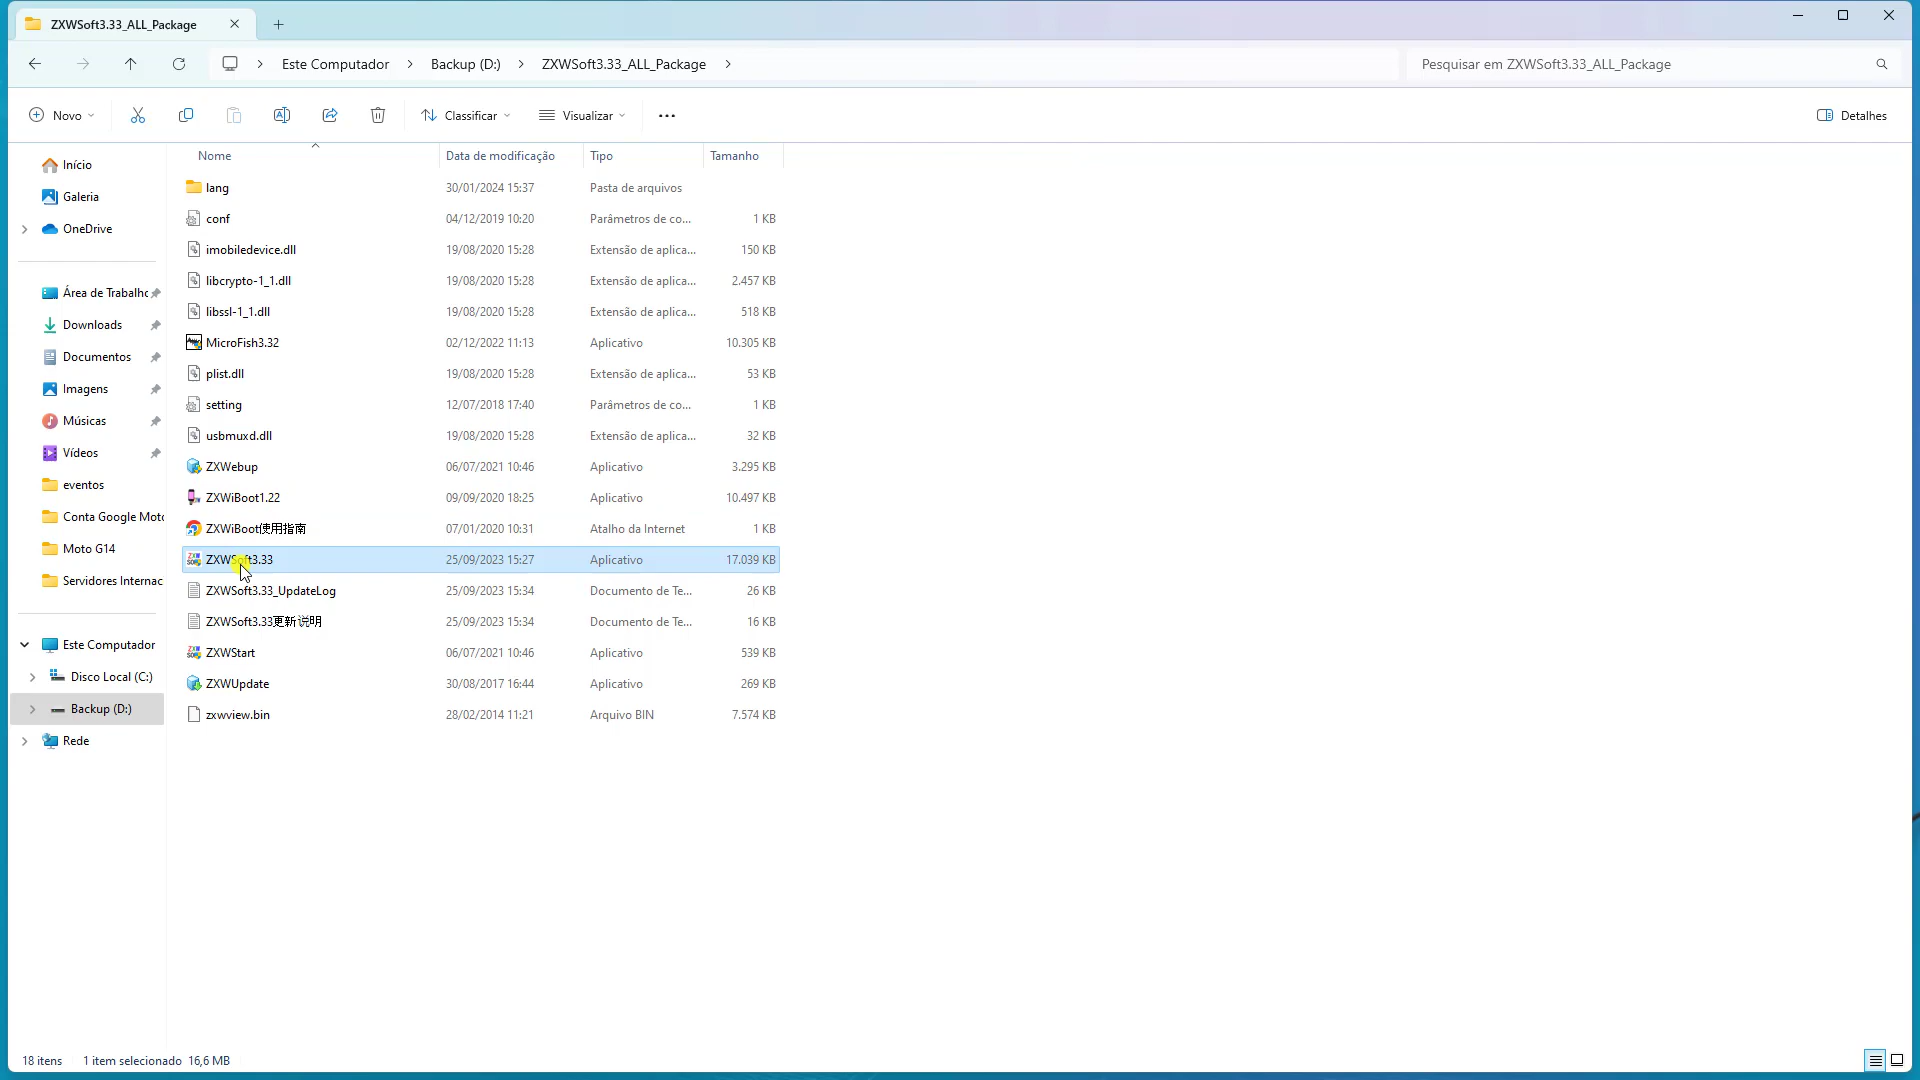 ZXWSoft3.33_ALL_Package
Este Computador
Backup (D:)
ZXWSoft3.33_ALL_Package
Pesquisar em ZXWSoft3.33_ALL_Package
Novo
Classificar
Visualizar
Detalhes
Nome Data de modificação Tipo Tamanho
Início
Galeria
OneDrive
Área de Trabalho
Downloads
Documentos
Imagens
Músicas
Vídeos
eventos
Conta Google Moto
Moto G14
Servidores Internac
Este Computador
Disco Local (C:)
Backup (D:)
Rede
lang 30/01/2024 15:37 Pasta de arquivos
conf 04/12/2019 10:20 Parâmetros de co... 1 KB
imobiledevice.dll 19/08/2020 15:28 Extensão de aplica... 150 KB
libcrypto-1_1.dll 19/08/2020 15:28 Extensão de aplica... 2.457 KB
libssl-1_1.dll 19/08/2020 15:28 Extensão de aplica... 518 KB
MicroFish3.32 02/12/2022 11:13 Aplicativo 10.305 KB
plist.dll 19/08/2020 15:28 Extensão de aplica... 53 KB
setting 12/07/2018 17:40 Parâmetros de co... 1 KB
usbmuxd.dll 19/08/2020 15:28 Extensão de aplica... 32 KB
ZXWebup 06/07/2021 10:46 Aplicativo 3.295 KB
ZXWiBoot1.22 09/09/2020 18:25 Aplicativo 10.497 KB
ZXWiBoot使用指南 07/01/2020 10:31 Atalho da Internet 1 KB
ZXWSoft3.33 25/09/2023 15:27 Aplicativo 17.039 KB
ZXWSoft3.33_UpdateLog 25/09/2023 15:34 Documento de Te... 26 KB
ZXWSoft3.33更新说明 25/09/2023 15:34 Documento de Te... 16 KB
ZXWStart 06/07/2021 10:46 Aplicativo 539 KB
ZXWUpdate 30/08/2017 16:44 Aplicativo 269 KB
zxwview.bin 28/02/2014 11:21 Arquivo BIN 7.574 KB
18 itens 1 item selecionado 16,6 MB